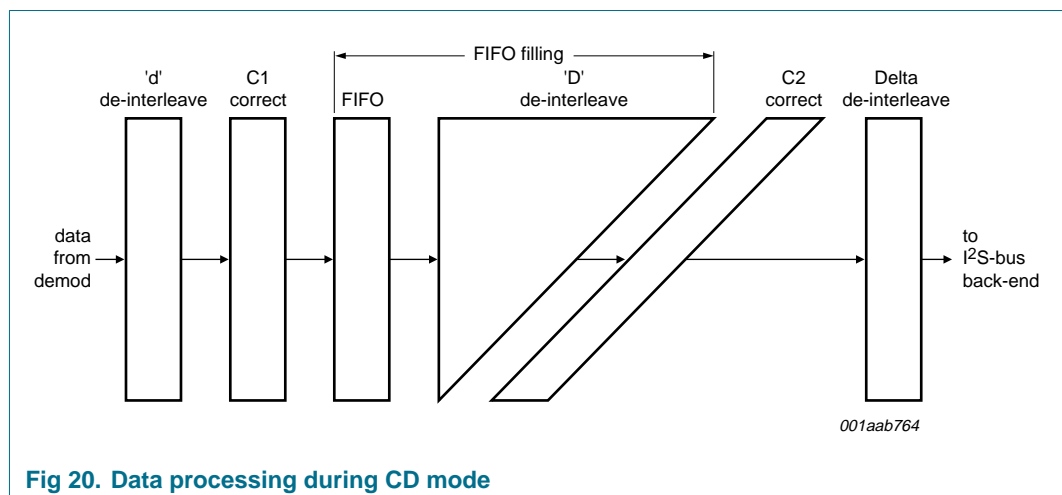 FIFO filling
'd'
de-interleave
C1
correct
FIFO
'D'
de-interleave
C2
correct
Delta
de-interleave
data
from
demod
to
I2S-bus
back-end
001aab764
Fig 20. Data processing during CD mode